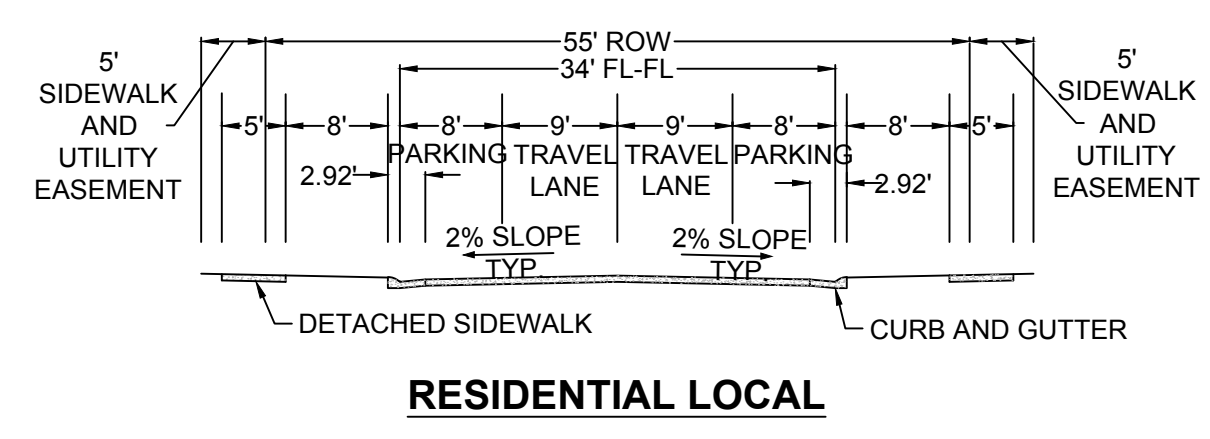 55' ROW
34' FL-FL
5'
SIDEWALK
AND
UTILITY
EASEMENT
5'
SIDEWALK
AND
UTILITY
EASEMENT
5' 8' 8' 9' 9' 8' 8' 5'
PARKING TRAVEL TRAVEL PARKING
LANE LANE
2.92' 2.92'
2% SLOPE 2% SLOPE
TYP. TYP.
DETACHED SIDEWALK
CURB AND GUTTER
RESIDENTIAL LOCAL